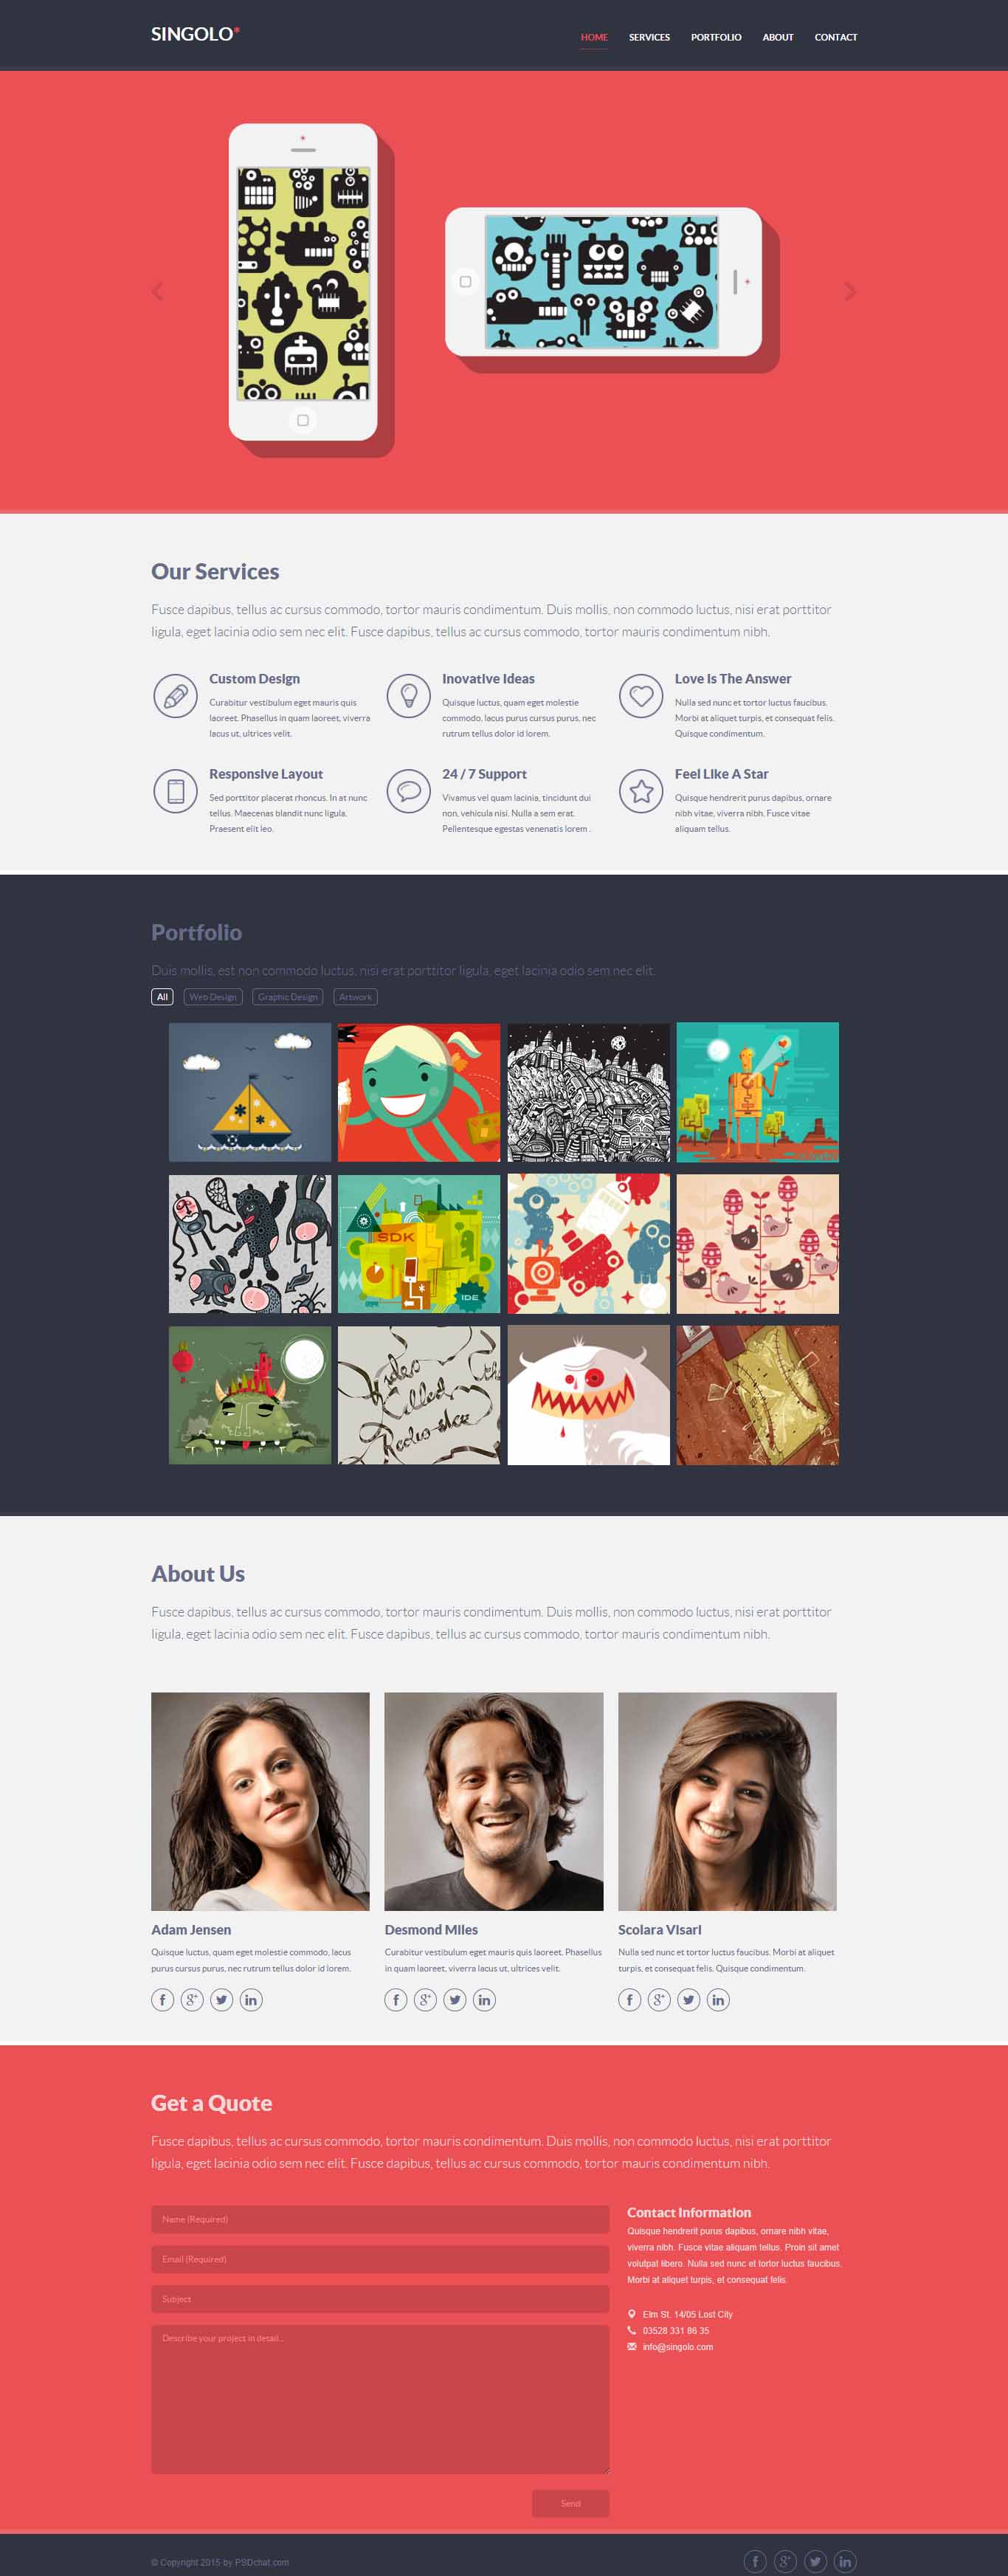 SINGOLO*
HOME SERVICES PORTFOLIO ABOUT CONTACT
Our Services
Fusce dapibus, tellus ac cursus commodo, tortor mauris condimentum. Duis mollis, non commodo luctus, nisi erat porttitor
ligula, eget lacinia odio sem nec elit. Fusce dapibus, tellus ac cursus commodo, tortor mauris condimentum nibh.
Custom Design
Curabitur vestibulum eget mauris quis
laoreet. Phasellus in quam laoreet, viverra
lacus ut, ultrices velit.
Inovative Ideas
Quisque luctus, quam eget molestie
commodo, lacus purus cursus purus, nec
rutrum tellus dolor id lorem.
Love Is The Answer
Nulla sed nunc et tortor luctus faucibus.
Morbi at aliquet turpis, et consequat felis.
Quisque condimentum.
Responsive Layout
Sed porttitor placerat rhoncus. In at nunc
tellus. Maecenas blandit nunc ligula.
Praesent elit leo.
24 / 7 Support
Vivamus vel quam lacinia, tincidunt dui
non, vehicula nisi. Nulla a sem erat.
Pellentesque egestas venenatis lorem .
Feel Like A Star
Quisque hendrerit purus dapibus, ornare
nibh vitae, viverra nibh. Fusce vitae
aliquam tellus.
Portfolio
Duis mollis, est non commodo luctus, nisi erat porttitor ligula, eget lacinia odio sem nec elit.
All Web Design Graphic Design Artwork
SDK
IDE
About Us
Fusce dapibus, tellus ac cursus commodo, tortor mauris condimentum. Duis mollis, non commodo luctus, nisi erat porttitor
ligula, eget lacinia odio sem nec elit. Fusce dapibus, tellus ac cursus commodo, tortor mauris condimentum nibh.
Adam Jensen
Quisque luctus, quam eget molestie commodo, lacus
purus cursus purus, nec rutrum tellus dolor id lorem.
Desmond Miles
Curabitur vestibulum eget mauris quis laoreet. Phasellus
in quam laoreet, viverra lacus ut, ultrices velit.
Scolara Visari
Nulla sed nunc et tortor luctus faucibus. Morbi at aliquet
turpis, et consequat felis. Quisque condimentum.
Get a Quote
Fusce dapibus, tellus ac cursus commodo, tortor mauris condimentum. Duis mollis, non commodo luctus, nisi erat porttitor
ligula, eget lacinia odio sem nec elit. Fusce dapibus, tellus ac cursus commodo, tortor mauris condimentum nibh.
Name (Required)
Email (Required)
Subject
Describe your project in detail...
Send
Contact Information
Quisque hendrerit purus dapibus, ornare nibh vitae,
viverra nibh. Fusce vitae aliquam tellus. Proin sit amet
volutpat libero. Nulla sed nunc et tortor luctus faucibus.
Morbi at aliquet turpis, et consequat felis.
Elm St. 14/05 Lost City
03528 331 86 35
info@singolo.com
© Copyright 2015 by PSDchat.com